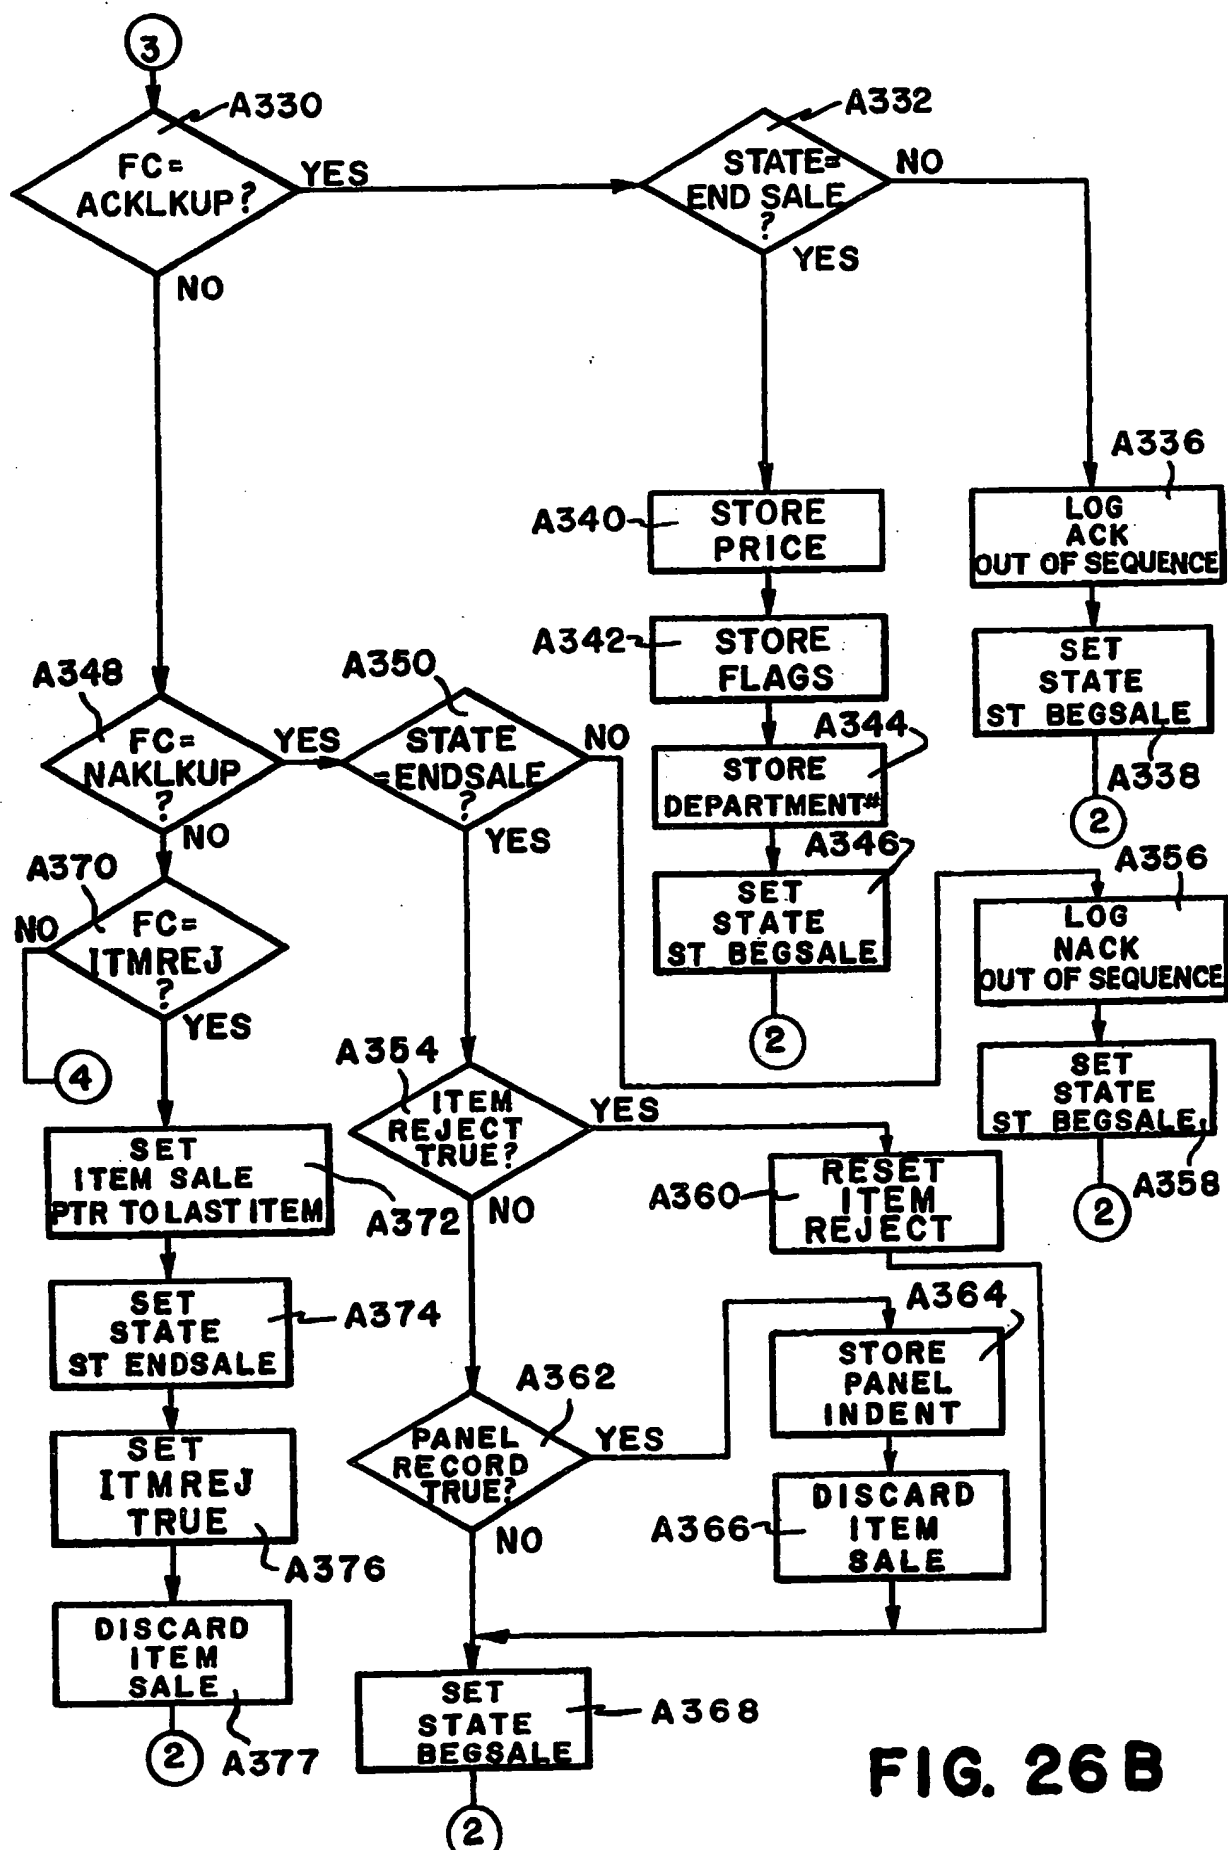 3
A330
FC=
ACKLKUP?
YES
NO
A332
STATE=
END SALE
?
NO
YES
A336
LOG
ACK
OUT OF SEQUENCE
A340
STORE
PRICE
SET
STATE
ST BEGSALE
A338
2
A342
STORE
FLAGS
A344
STORE
DEPARTMENT#
A346
SET
STATE
ST BEGSALE
2
A348
FC=
NAKLKUP
?
YES
NO
A350
STATE
=ENDSALE
?
NO
YES
A356
LOG
NACK
OUT OF SEQUENCE
SET
STATE
ST BEGSALE
A358
2
A370
FC=
ITMREJ
?
NO
YES
4
A354
ITEM
REJECT
TRUE?
YES
NO
SET
ITEM SALE
PTR TO LAST ITEM
A372
A360
RESET
ITEM
REJECT
SET
STATE
ST ENDSALE
A374
A364
STORE
PANEL
INDENT
A362
PANEL
RECORD
TRUE?
YES
NO
SET
ITMREJ
TRUE
A376
A366
DISCARD
ITEM
SALE
DISCARD
ITEM
SALE
A377
2
SET
STATE
BEGSALE
A368
2
FIG. 26B